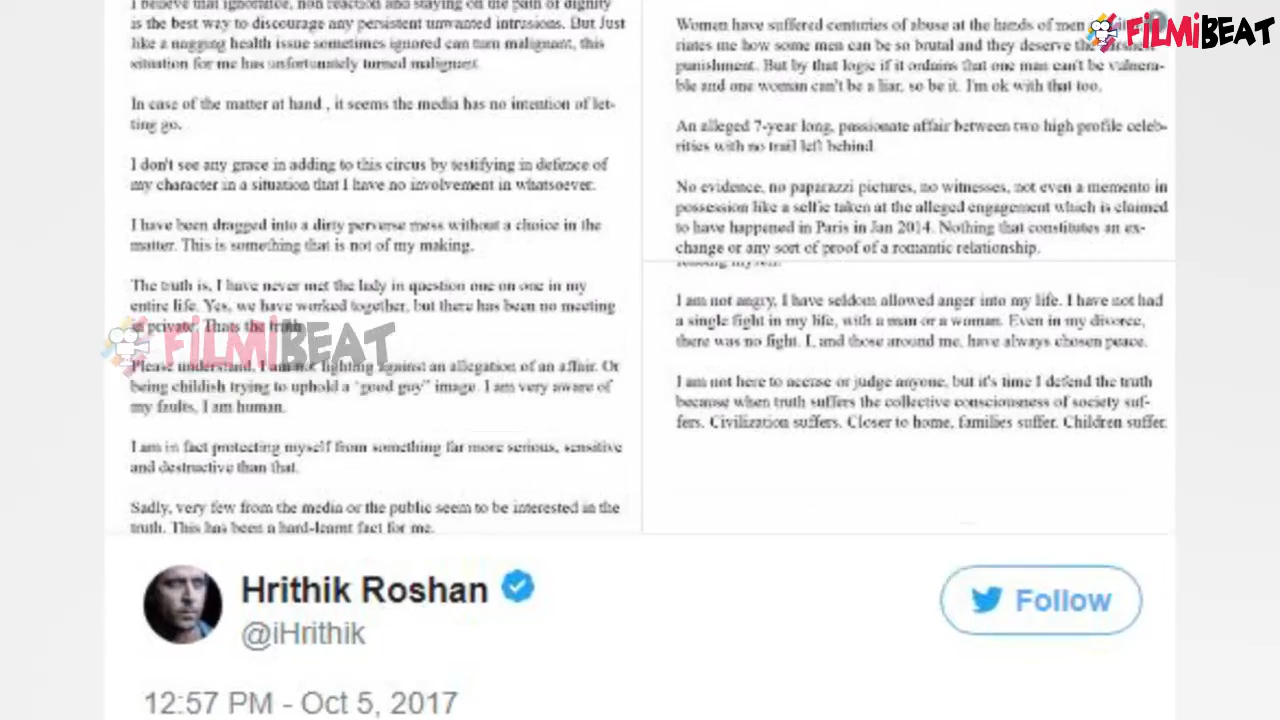 I believe that ignorance, non reaction and staying on the path of dignity
is the best way to discourage any persistent unwanted intrusions. But Just
like a nagging health issue sometimes ignored can turn malignant, this
situation for me has unfortunately turned malignant.
In case of the matter at hand , it seems the media has no intention of let-
ting go.
I don't see any grace in adding to this circus by testifying in defence of
my character in a situation that I have no involvement in whatsoever.
I have been dragged into a dirty perverse mess without a choice in the
matter. This is something that is not of my making.
The truth is, I have never met the lady in question one on one in my
entire life. Yes, we have worked together, but there has been no meeting
in private. Thats the truth
Please understand, I am not fighting against an allegation of an affair. Or
being childish trying to uphold a "good guy" image. I am very aware of
my faults, I am human.
I am in fact protecting myself from something far more serious, sensitive
and destructive than that.
Sadly, very few from the media or the public seem to be interested in the
truth. This has been a hard-learnt fact for me.
Women have suffered centuries of abuse at the hands of men
riates me how some men can be so brutal and they deserve the harshest
punishment. But by that logic if it ordains that one man can't be vulnera-
ble and one woman can't be a liar, so be it. I'm ok with that too.
An alleged 7-year long, passionate affair between two high profile celeb-
rities with no trail left behind.
No evidence, no paparazzi pictures, no witnesses, not even a memento in
possession like a selfie taken at the alleged engagement which is claimed
to have happened in Paris in Jan 2014. Nothing that constitutes an ex-
change or any sort of proof of a romantic relationship.
I am not angry, I have seldom allowed anger into my life. I have not had
a single fight in my life, with a man or a woman. Even in my divorce,
there was no fight. I, and those around me, have always chosen peace.
I am not here to accuse or judge anyone, but it's time I defend the truth
because when truth suffers the collective consciousness of society suf-
fers. Civilization suffers. Closer to home, families suffer. Children suffer.
FILMIBEAT
FILMIBEAT
Hrithik Roshan
@iHrithik
Follow
12:57 PM - Oct 5, 2017